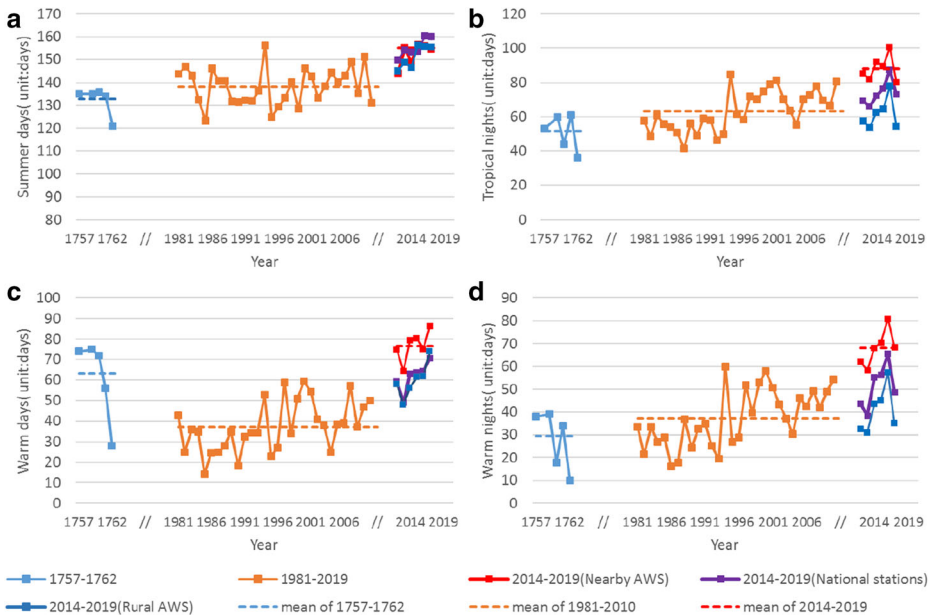 a
170
160
150
140
130
120
110
100
90
80
Summer days( unit:days)
1757 1762 // 1981 1986 1991 1996 2001 2006 // 2014 2019
Year
b
120
100
80
60
40
20
0
Tropical nights( unit:days)
1757 1762 // 1981 1986 1991 1996 2001 2006 // 2014 2019
Year
c
100
90
80
70
60
50
40
30
20
10
0
Warm days( unit:days)
1757 1762 // 1981 1986 1991 1996 2001 2006 // 2014 2019
Year
d
90
80
70
60
50
40
30
20
10
0
Warm nights( unit:days)
1757 1762 // 1981 1986 1991 1996 2001 2006 // 2014 2019
Year
1757-1762 1981-2019 2014-2019(Nearby AWS) 2014-2019(National stations)
2014-2019(Rural AWS) mean of 1757-1762 mean of 1981-2010 mean of 2014-2019